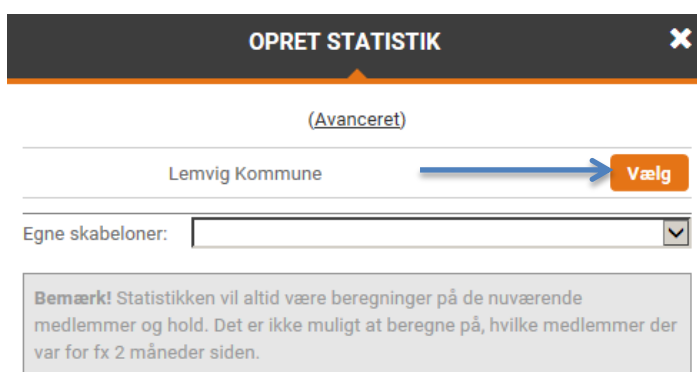 OPRET STATISTIK
(Avanceret)
Lemvig Kommune Vælg
Egne skabeloner:
Bemærk! Statistikken vil altid være beregninger på de nuværende
medlemmer og hold. Det er ikke muligt at beregne på, hvilke medlemmer der
var for fx 2 måneder siden.